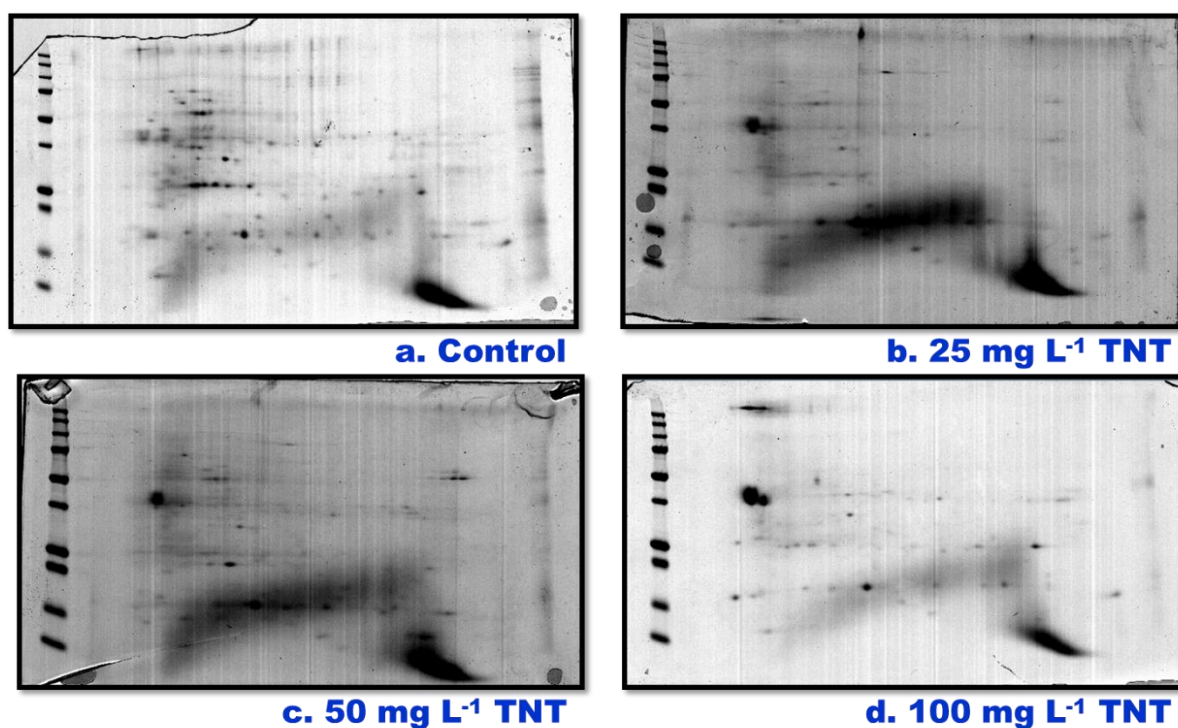 a. Control
b. 25 mg L⁻¹ TNT
c. 50 mg L⁻¹ TNT
d. 100 mg L⁻¹ TNT